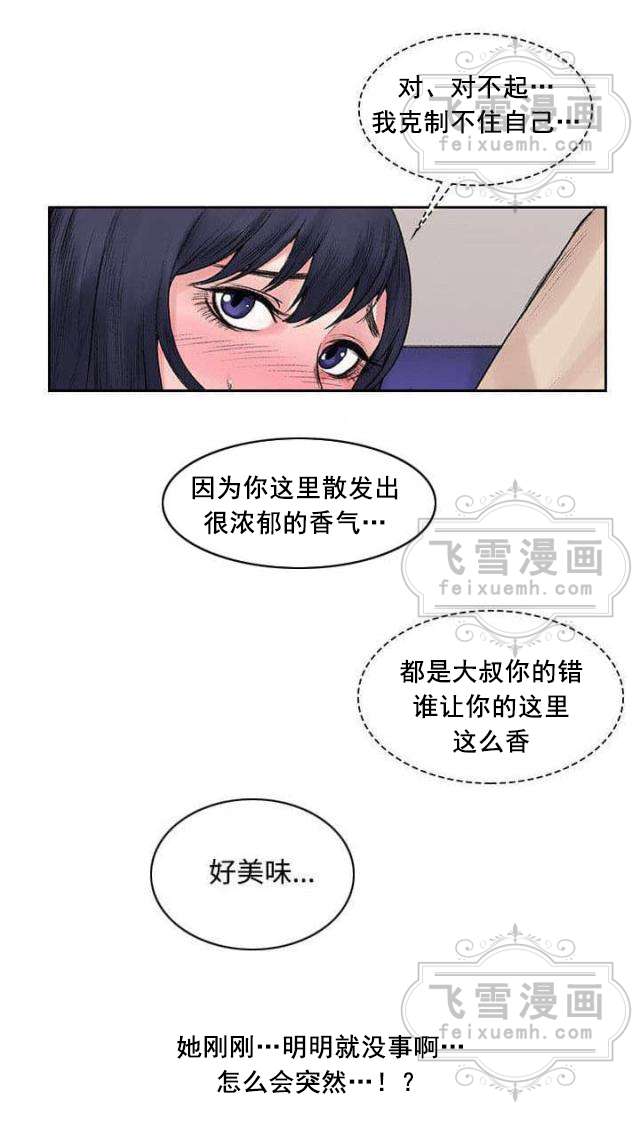 对、对不起…
我克制不住自己…
飞雪漫画
feixuemh.com
因为你这里散发出
很浓郁的香气…
飞雪漫画
feixuemh.com
都是大叔你的错
谁让你的这里
这么香
好美味...
飞雪漫画
feixuemh.com
她刚刚…明明就没事啊…
怎么会突然…！？